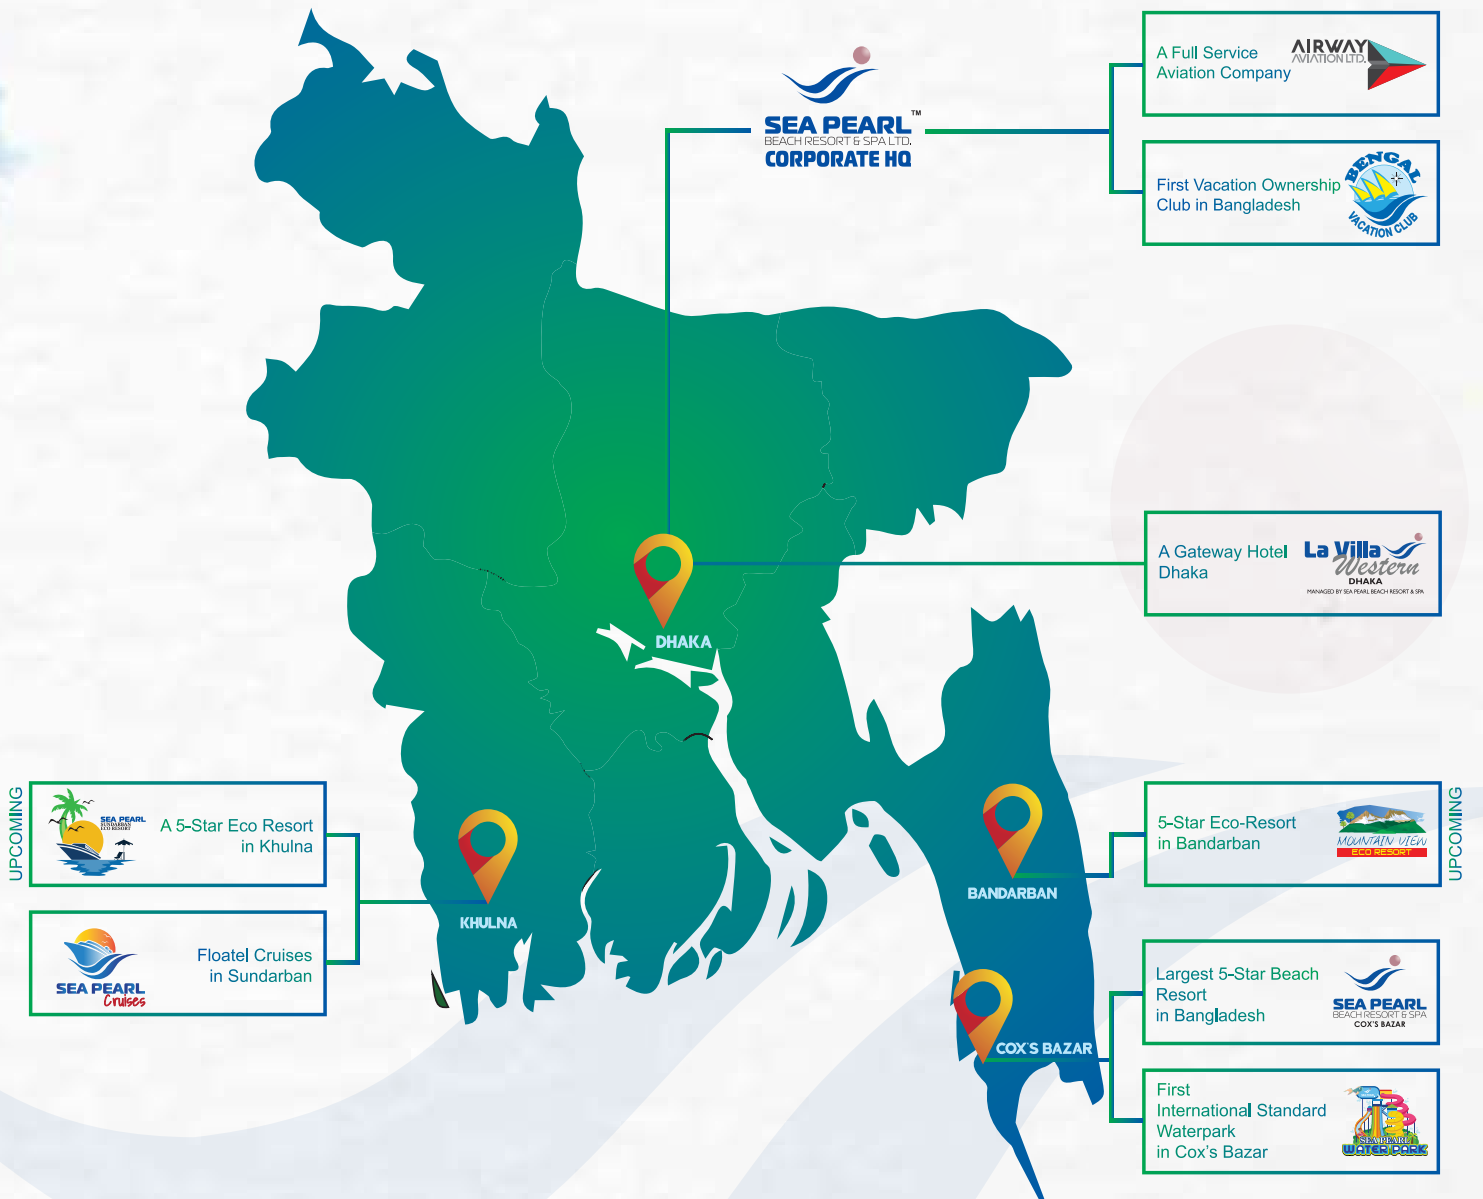 SEA PEARL™
BEACH RESORT & SPA LTD.
CORPORATE HQ
A Full Service
Aviation Company
AIRWAY
AVIATION LTD.
First Vacation Ownership
Club in Bangladesh
BENGAL
VACATION CLUB
A Gateway Hotel
Dhaka
La Villa
Western
DHAKA
MANAGED BY SEA PEARL BEACH RESORT & SPA
DHAKA
UPCOMING
SEA PEARL
SUNDARBAN
ECO RESORT
A 5-Star Eco Resort
in Khulna
SEA PEARL
Cruises
Floatel Cruises
in Sundarban
KHULNA
BANDARBAN
5-Star Eco-Resort
in Bandarban
MOUNTAIN VIEW
ECO RESORT
UPCOMING
COX'S BAZAR
Largest 5-Star Beach
Resort
in Bangladesh
SEA PEARL
BEACH RESORT & SPA
COX'S BAZAR
First
International Standard
Waterpark
in Cox's Bazar
SEA PEARL
WATER PARK